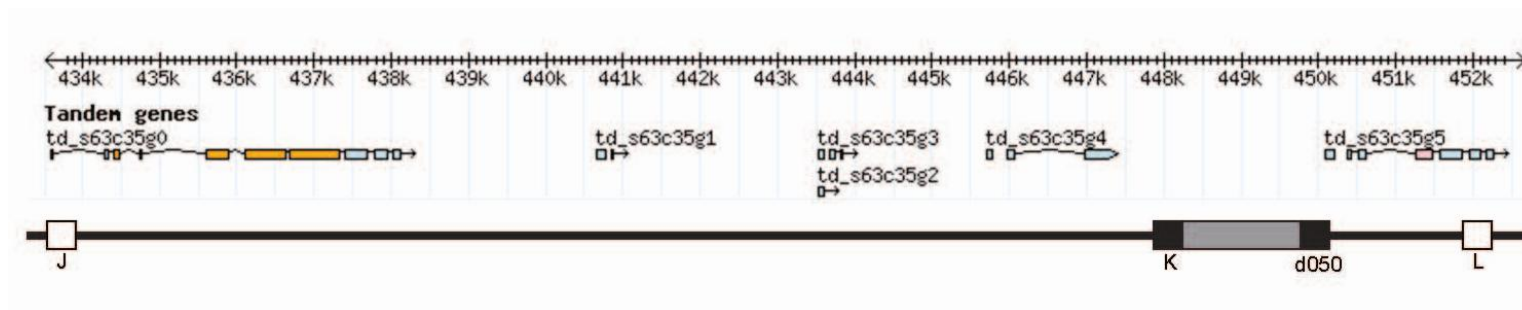 434k 435k 436k 437k 438k 439k 440k 441k 442k 443k 444k 445k 446k 447k 448k 449k 450k 451k 452k
Tandem genes
td_s63c35g0 td_s63c35g1 td_s63c35g3 td_s63c35g4 td_s63c35g5
td_s63c35g2
J K d050 L